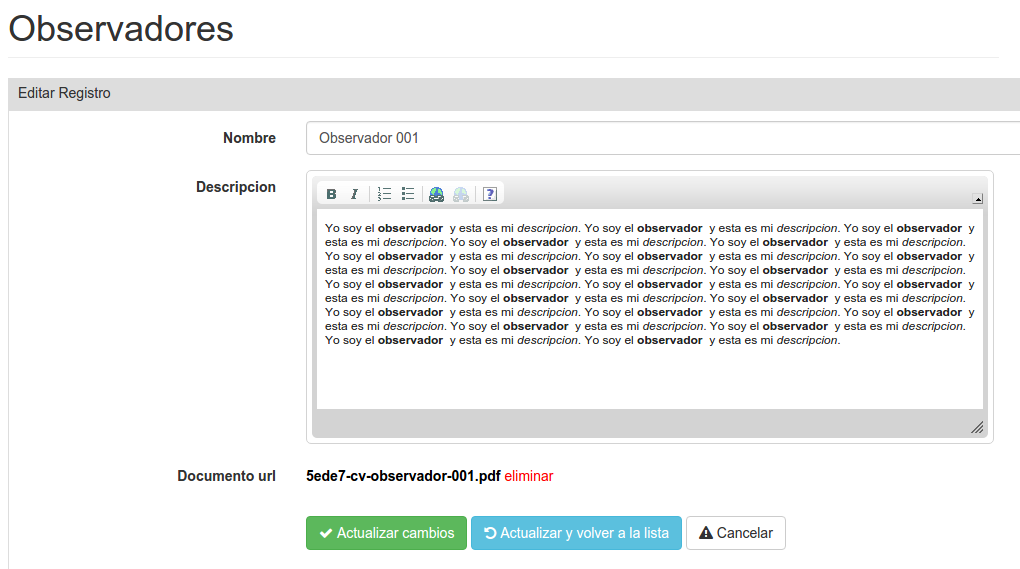 Observadores
Editar Registro
Nombre
Observador 001
Descripcion
B I ?
Yo soy el observador y esta es mi descripcion. Yo soy el observador y esta es mi descripcion. Yo soy el observador y
esta es mi descripcion. Yo soy el observador y esta es mi descripcion. Yo soy el observador y esta es mi descripcion.
Yo soy el observador y esta es mi descripcion. Yo soy el observador y esta es mi descripcion. Yo soy el observador y
esta es mi descripcion. Yo soy el observador y esta es mi descripcion. Yo soy el observador y esta es mi descripcion.
Yo soy el observador y esta es mi descripcion. Yo soy el observador y esta es mi descripcion. Yo soy el observador y
esta es mi descripcion. Yo soy el observador y esta es mi descripcion. Yo soy el observador y esta es mi descripcion.
Yo soy el observador y esta es mi descripcion. Yo soy el observador y esta es mi descripcion. Yo soy el observador y
esta es mi descripcion. Yo soy el observador y esta es mi descripcion. Yo soy el observador y esta es mi descripcion.
Yo soy el observador y esta es mi descripcion. Yo soy el observador y esta es mi descripcion.
Documento url
5ede7-cv-observador-001.pdf eliminar
Actualizar cambios
Actualizar y volver a la lista
Cancelar